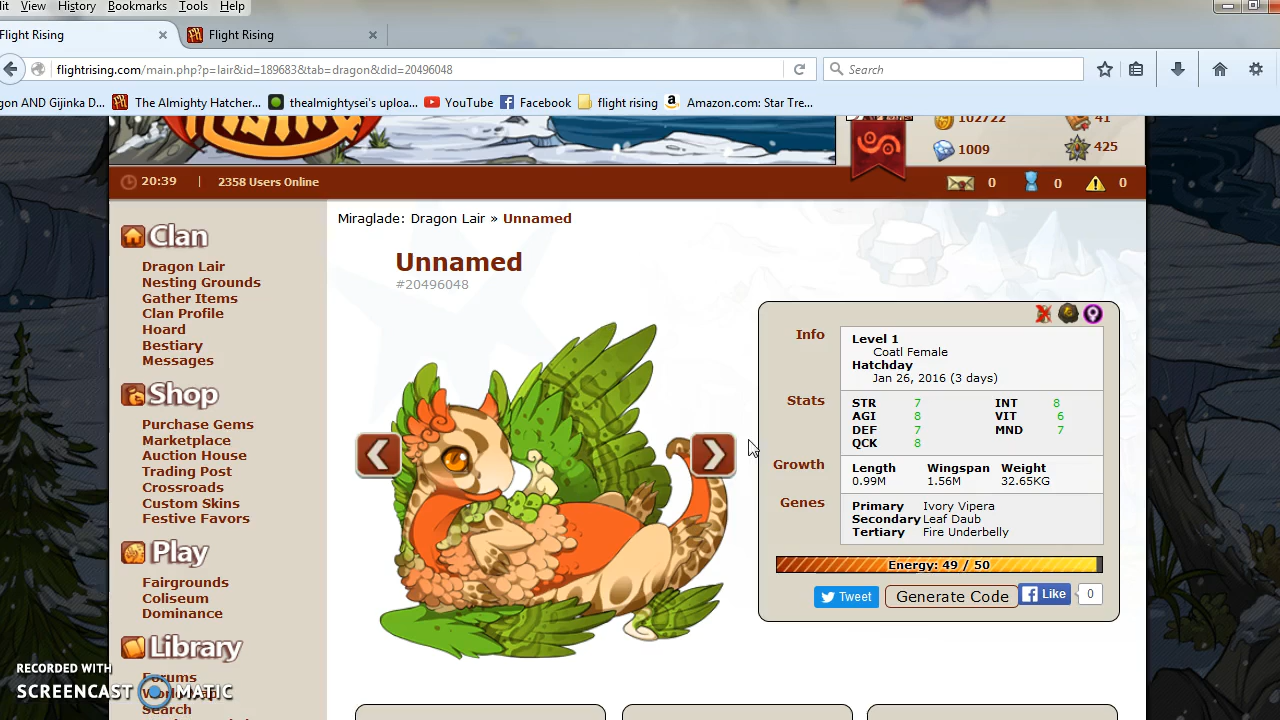 it View History Bookmarks Tools Help
Flight Rising Flight Rising
flightrising.com/main.php?p=lair&id=189683&tab=dragon&did=20496048 Search
gon AND Gijinka D... The Almighty Hatcher... thealmightysei's uploa... YouTube Facebook flight rising Amazon.com: Star Tre...
Rising
102722 41
1009 425
20:39 | 2358 Users Online 0 0 0
Miraglade: Dragon Lair » Unnamed
Clan
Dragon Lair
Nesting Grounds
Gather Items
Clan Profile
Hoard
Bestiary
Messages
Shop
Purchase Gems
Marketplace
Auction House
Trading Post
Crossroads
Custom Skins
Festive Favors
Play
Fairgrounds
Coliseum
Dominance
Library
Forums
Search
Unnamed
#20496048
Info
Level 1
Coatl Female
Hatchday
Jan 26, 2016 (3 days)
Stats
STR 7 INT 8
AGI 8 VIT 6
DEF 7 MND 7
QCK 8
Growth
Length Wingspan Weight
0.99M 1.56M 32.65KG
Genes
Primary Ivory Vipera
Secondary Leaf Daub
Tertiary Fire Underbelly
Energy: 49 / 50
Tweet Generate Code Like 0
RECORDED WITH
SCREENCAST MATIC